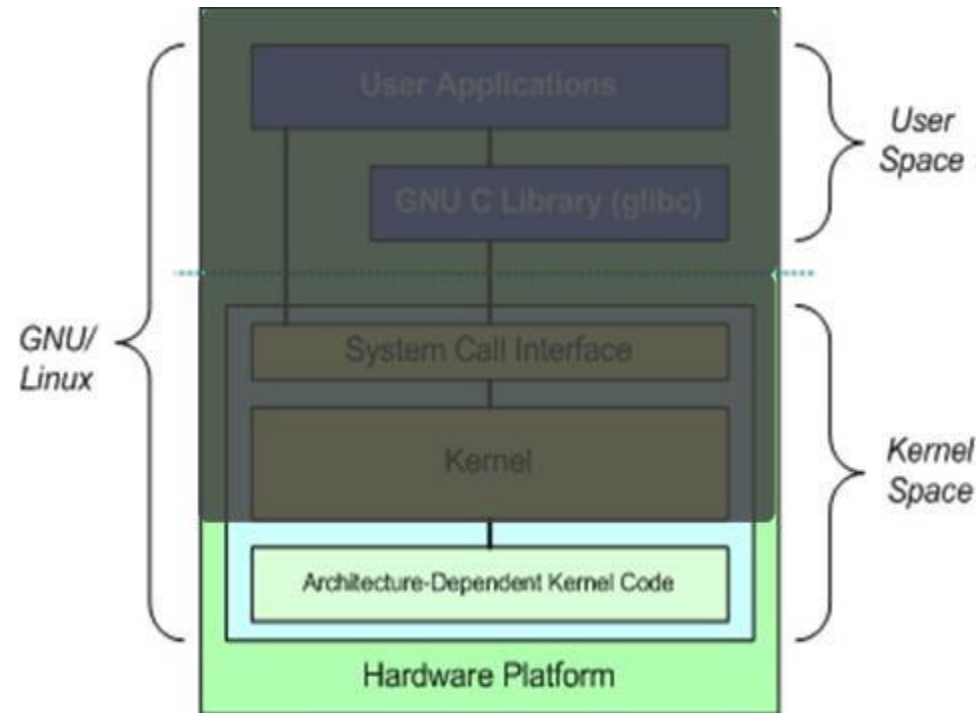 User Applications
User
Space
GNU C Library (glibc)
GNU/
Linux
System Call Interface
Kernel
Kernel
Space
Architecture-Dependent Kernel Code
Hardware Platform